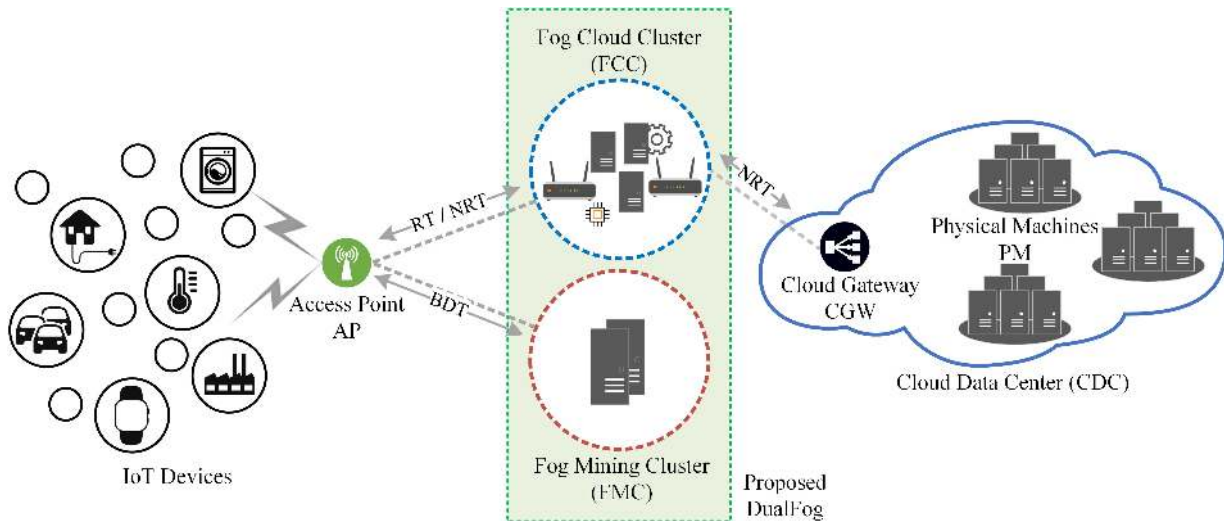 Fog Cloud Cluster
(FCC)
RT / NRT
NRT
Physical Machines
PM
Access Point
AP
BDT
Cloud Gateway
CGW
Cloud Data Center (CDC)
IoT Devices
Fog Mining Cluster
(FMC)
Proposed
DualFog